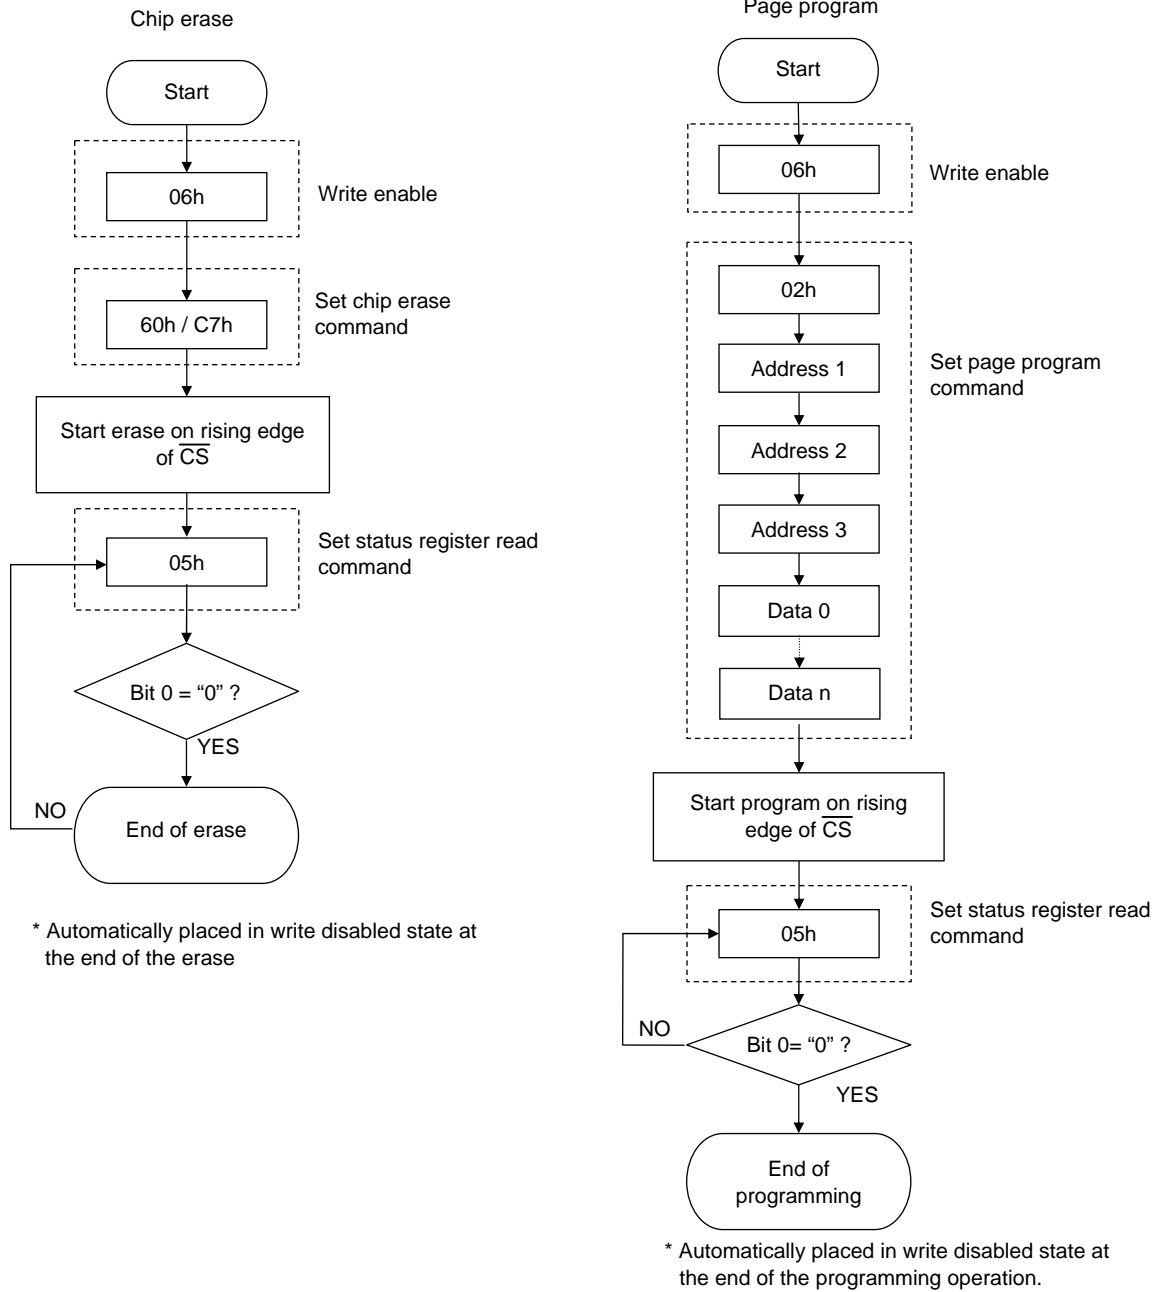 Chip erase
Start
06h
Write enable
60h / C7h
Set chip erase
command
Start erase on rising edge
of C̅S̅
05h
Set status register read
command
Bit 0 = “0” ?
YES
NO
End of erase
* Automatically placed in write disabled state at
the end of the erase
Page program
Start
06h
Write enable
02h
Address 1
Set page program
command
Address 2
Address 3
Data 0
Data n
Start program on rising
edge of C̅S̅
05h
Set status register read
command
NO
Bit 0= “0” ?
YES
End of
programming
* Automatically placed in write disabled state at
the end of the programming operation.